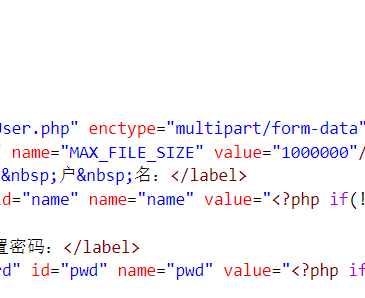 User.php" enctype="multipart/form-data"
" name="MAX_FILE_SIZE" value="1000000"/
&nbsp;户&nbsp;名：</label>
id="name" name="name" value="<?php if(!
置密码：</label>
rd" id="pwd" name="pwd" value="<?php if